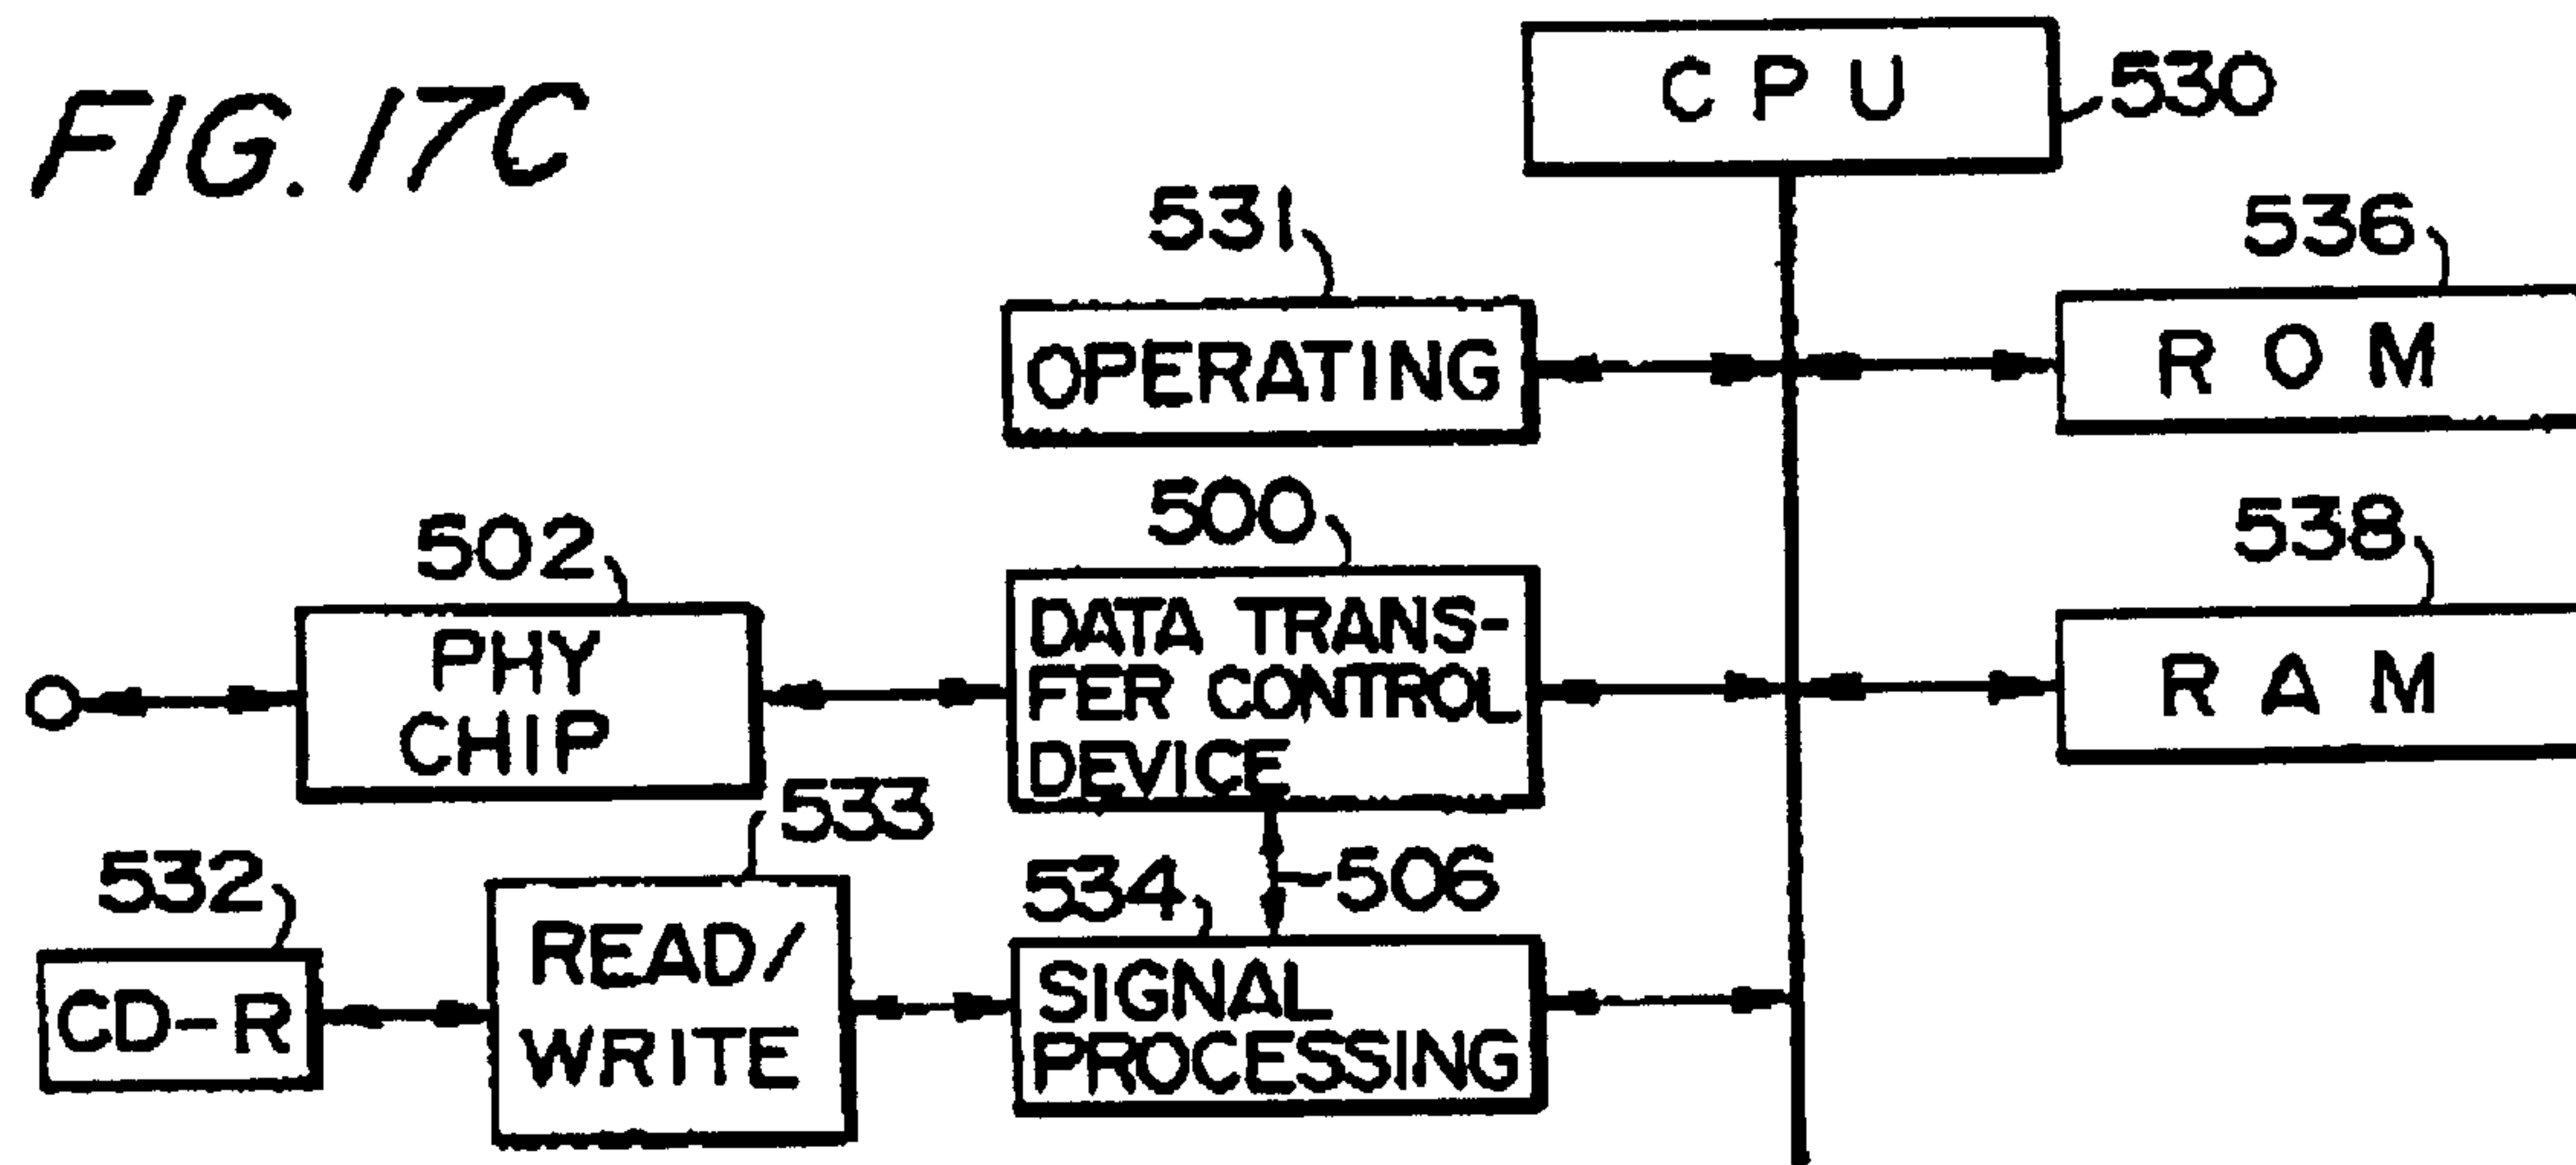 FIG. 17C
CPU
530
531
OPERATING
536
ROM
502
PHY
CHIP
500
DATA TRANS-
FER CONTROL
DEVICE
538
RAM
532
CD-R
533
READ/
WRITE
534
506
SIGNAL
PROCESSING